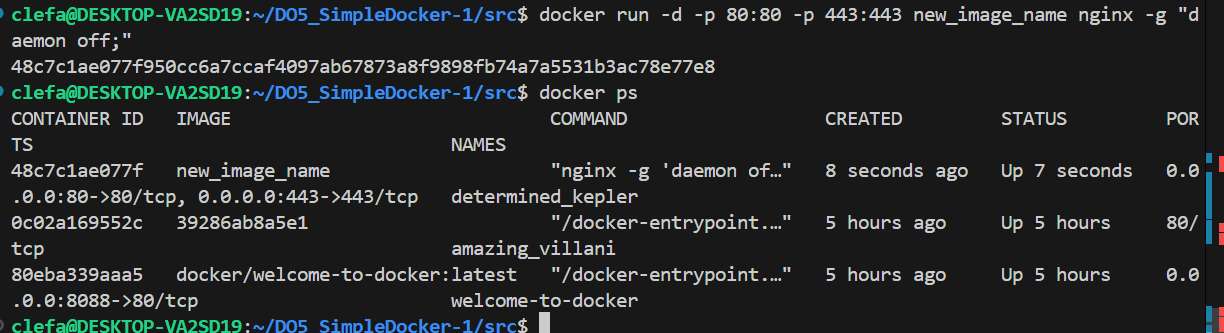 clefa@DESKTOP-VA2SD19:~/DO5_SimpleDocker-1/src$ docker run -d -p 80:80 -p 443:443 new_image_name nginx -g "d
aemon off;"
48c7c1ae077f950cc6a7ccaf4097ab67873a8f9898fb74a7a5531b3ac78e77e8
clefa@DESKTOP-VA2SD19:~/DO5_SimpleDocker-1/src$ docker ps
CONTAINER ID   IMAGE                             COMMAND                  CREATED         STATUS         POR
TS                                     NAMES
48c7c1ae077f   new_image_name                    "nginx -g 'daemon of…"   8 seconds ago   Up 7 seconds   0.0
.0.0:80->80/tcp, 0.0.0.0:443->443/tcp   determined_kepler
0c02a169552c   39286ab8a5e1                      "/docker-entrypoint.…"   5 hours ago     Up 5 hours     80/
tcp                                    amazing_villani
80eba339aaa5   docker/welcome-to-docker:latest   "/docker-entrypoint.…"   5 hours ago     Up 5 hours     0.0
.0.0:8088->80/tcp                      welcome-to-docker
clefa@DESKTOP-VA2SD19:~/DO5_SimpleDocker-1/src$